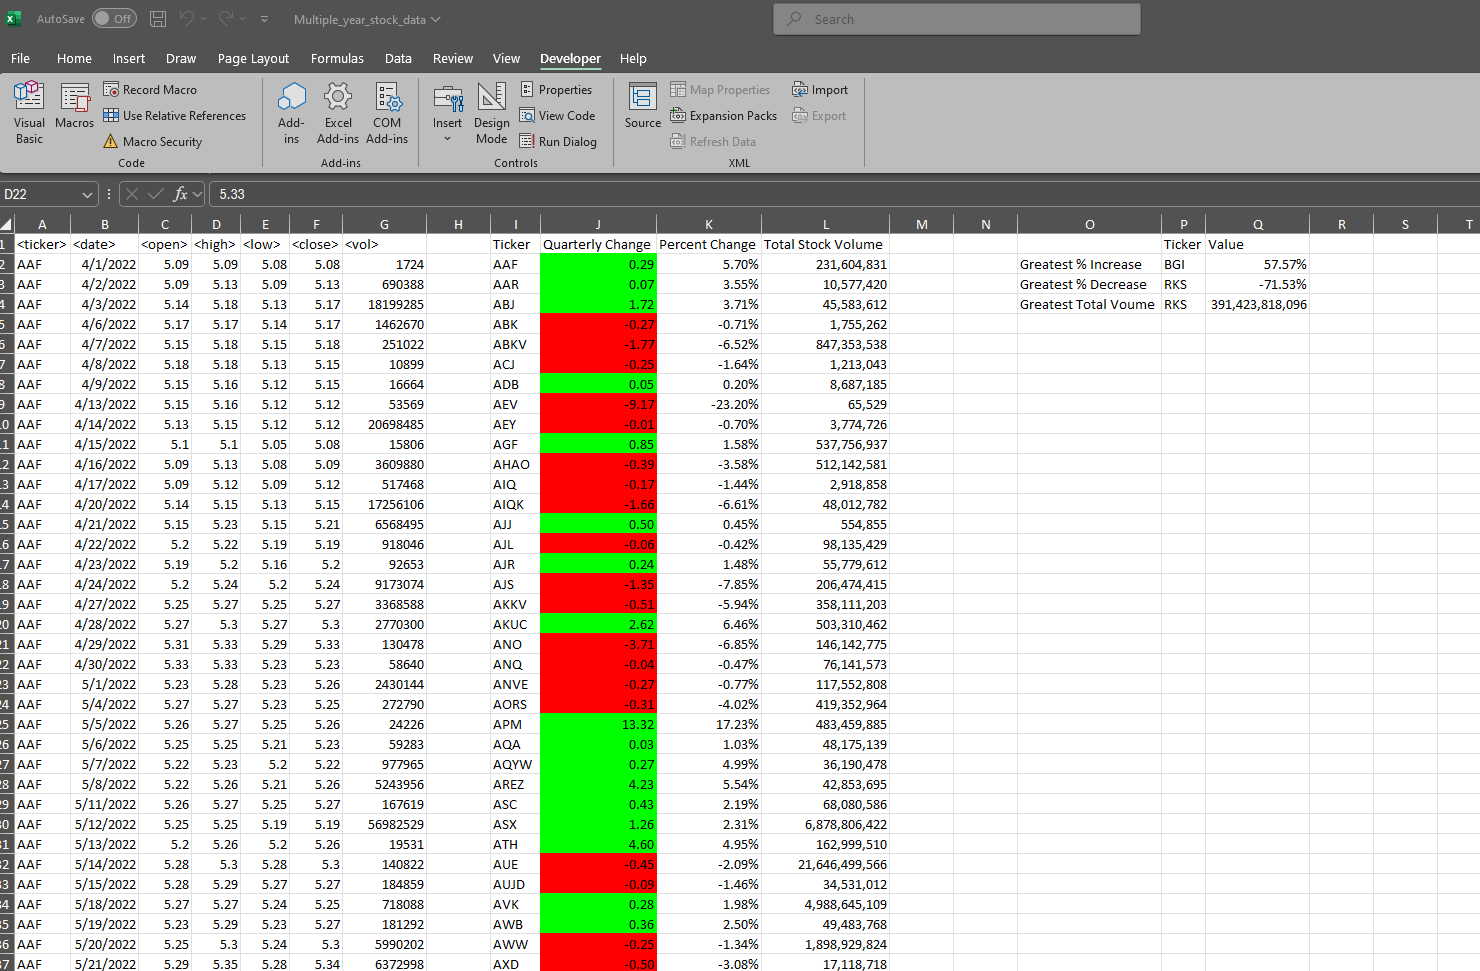 AutoSave Off Multiple_year_stock_data Search
File Home Insert Draw Page Layout Formulas Data Review View Developer Help
Visual Basic
Macros
Record Macro
Use Relative References
Macro Security
Code
Add-ins
Excel Add-ins
COM Add-ins
Add-ins
Insert
Design Mode
Properties
View Code
Run Dialog
Controls
Source
Map Properties
Expansion Packs
Refresh Data
Import
Export
XML
D22 fx 5.33
A B C D E F G H I J K L M N O P Q R S T
1 <ticker> <date> <open> <high> <low> <close> <vol> Ticker Quarterly Change Percent Change Total Stock Volume Ticker Value
2 AAF 4/1/2022 5.09 5.09 5.08 5.08 1724 AAF 0.29 5.70% 231,604,831 Greatest % Increase BGI 57.57%
3 AAF 4/2/2022 5.09 5.13 5.09 5.13 690388 AAR 0.07 3.55% 10,577,420 Greatest % Decrease RKS -71.53%
4 AAF 4/3/2022 5.14 5.18 5.13 5.17 18199285 ABJ 1.72 3.71% 45,583,612 Greatest Total Voume RKS 391,423,818,096
5 AAF 4/6/2022 5.17 5.17 5.14 5.17 1462670 ABK -0.27 -0.71% 1,755,262
6 AAF 4/7/2022 5.15 5.18 5.15 5.18 251022 ABKV -1.77 -6.52% 847,353,538
7 AAF 4/8/2022 5.18 5.18 5.13 5.15 10899 ACJ -0.25 -1.64% 1,213,043
8 AAF 4/9/2022 5.15 5.16 5.12 5.15 16664 ADB 0.05 0.20% 8,687,185
9 AAF 4/13/2022 5.15 5.16 5.12 5.12 53569 AEV -9.17 -23.20% 65,529
10 AAF 4/14/2022 5.13 5.15 5.12 5.12 20698485 AEY -0.01 -0.70% 3,774,726
11 AAF 4/15/2022 5.1 5.1 5.05 5.08 15806 AGF 0.85 1.58% 537,756,937
12 AAF 4/16/2022 5.09 5.13 5.08 5.09 3609880 AHAO -0.39 -3.58% 512,142,581
13 AAF 4/17/2022 5.09 5.12 5.09 5.12 517468 AIQ -0.17 -1.44% 2,918,858
14 AAF 4/20/2022 5.14 5.15 5.13 5.15 17256106 AIQK -1.66 -6.61% 48,012,782
15 AAF 4/21/2022 5.15 5.23 5.15 5.21 6568495 AJJ 0.50 0.45% 554,855
16 AAF 4/22/2022 5.2 5.22 5.19 5.19 918046 AJL -0.06 -0.42% 98,135,429
17 AAF 4/23/2022 5.19 5.2 5.16 5.2 92653 AJR 0.24 1.48% 55,779,612
18 AAF 4/24/2022 5.2 5.24 5.2 5.24 9173074 AJS -1.35 -7.85% 206,474,415
19 AAF 4/27/2022 5.25 5.27 5.25 5.27 3368588 AKKV -0.51 -5.94% 358,111,203
20 AAF 4/28/2022 5.27 5.3 5.27 5.3 2770300 AKUC 2.62 6.46% 503,310,462
21 AAF 4/29/2022 5.31 5.33 5.29 5.33 130478 ANO -3.71 -6.85% 146,142,775
22 AAF 4/30/2022 5.33 5.33 5.23 5.23 58640 ANQ -0.04 -0.47% 76,141,573
23 AAF 5/1/2022 5.23 5.28 5.23 5.26 2430144 ANVE -0.27 -0.77% 117,552,808
24 AAF 5/4/2022 5.27 5.27 5.23 5.25 272790 AORS -0.31 -4.02% 419,352,964
25 AAF 5/5/2022 5.26 5.27 5.25 5.26 24226 APM 13.32 17.23% 483,459,885
26 AAF 5/6/2022 5.25 5.25 5.21 5.23 59283 AQA 0.03 1.03% 48,175,139
27 AAF 5/7/2022 5.22 5.23 5.2 5.22 977965 AQYW 0.27 4.99% 36,190,478
28 AAF 5/8/2022 5.22 5.26 5.21 5.26 5243956 AREZ 4.23 5.54% 42,853,695
29 AAF 5/11/2022 5.26 5.27 5.25 5.27 167619 ASC 0.43 2.19% 68,080,586
30 AAF 5/12/2022 5.25 5.25 5.19 5.19 56982529 ASX 1.26 2.31% 6,878,806,422
31 AAF 5/13/2022 5.2 5.26 5.2 5.26 19531 ATH 4.60 4.95% 162,999,510
32 AAF 5/14/2022 5.28 5.3 5.28 5.3 140822 AUE -0.45 -2.09% 21,646,499,566
33 AAF 5/15/2022 5.28 5.29 5.27 5.27 184859 AUJD -0.09 -1.46% 34,531,012
34 AAF 5/18/2022 5.27 5.27 5.24 5.25 718088 AVK 0.28 1.98% 4,988,645,109
35 AAF 5/19/2022 5.23 5.29 5.23 5.27 181292 AWB 0.36 2.50% 49,483,768
36 AAF 5/20/2022 5.25 5.3 5.24 5.3 5990202 AWW -0.25 -1.34% 1,898,929,824
37 AAF 5/21/2022 5.29 5.35 5.28 5.34 6372998 AXD -0.50 -3.08% 17,118,718